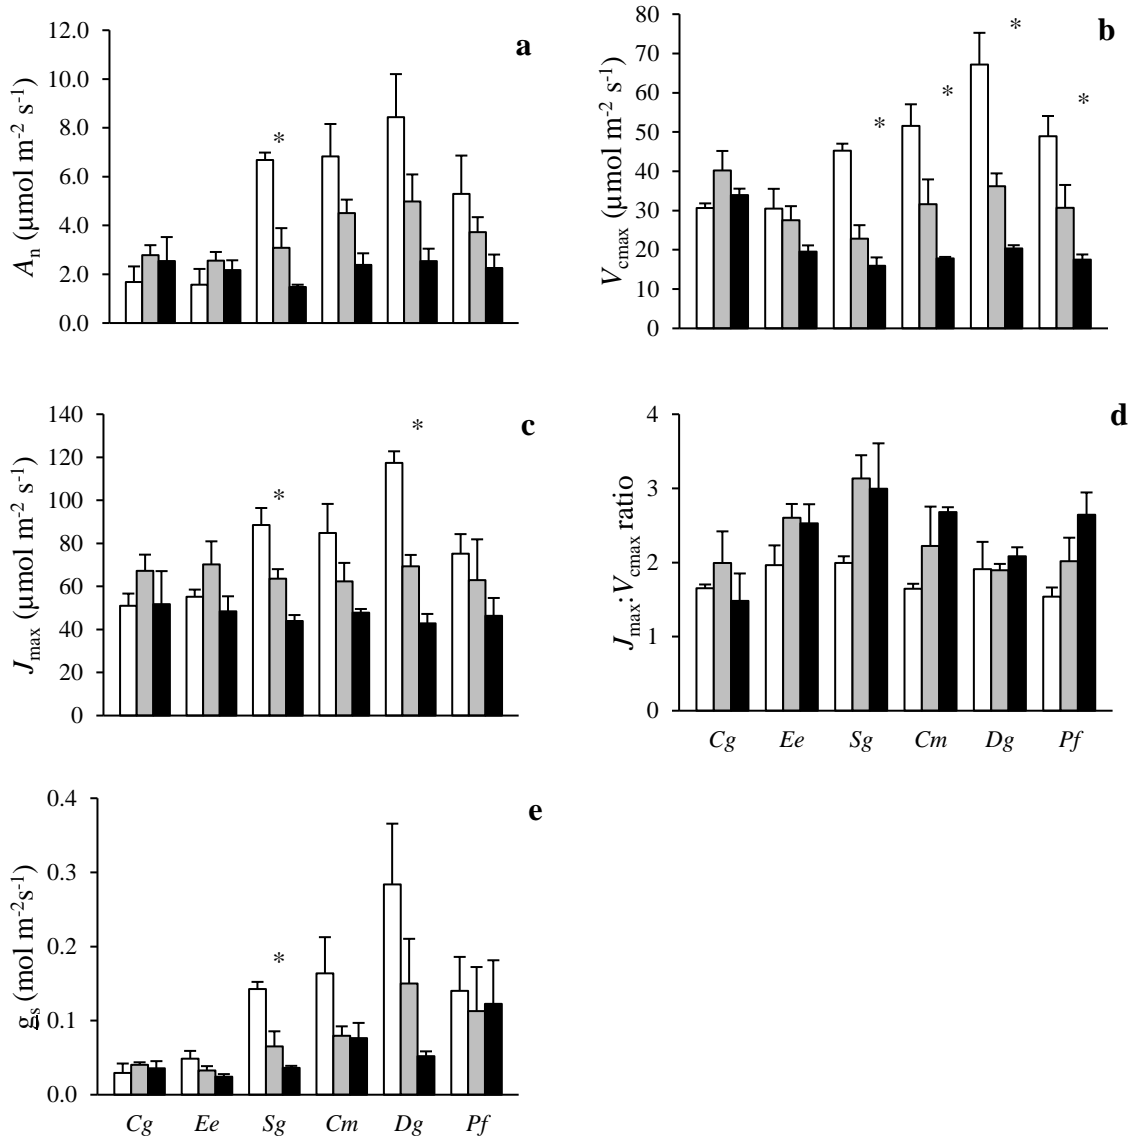 a
12.0
10.0
8.0
6.0
4.0
2.0
0.0
Aₙ (µmol m⁻² s⁻¹)
*
b
80
70
60
50
40
30
20
10
0
V_cmax (µmol m⁻² s⁻¹)
* * * *
c
140
120
100
80
60
40
20
0
J_max (µmol m⁻² s⁻¹)
* *
d
4
3
2
1
0
J_max:V_cmax ratio
Cg Ee Sg Cm Dg Pf
e
0.4
0.3
0.2
0.1
0.0
gₛ (mol m⁻²s⁻¹)
*
Cg Ee Sg Cm Dg Pf